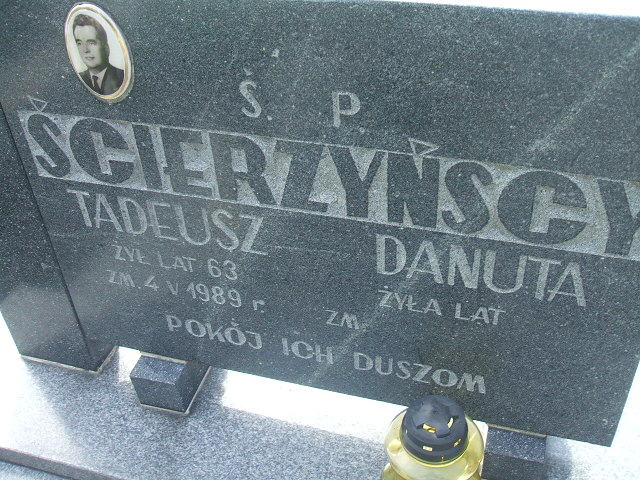 Ś. P.
ŚCIERZYŃSCY
TADEUSZ DANUTA
ŻYŁ LAT 63 ŻYŁA LAT
ZM. 4 V 1989 r. ZM.
POKÓJ ICH DUSZOM